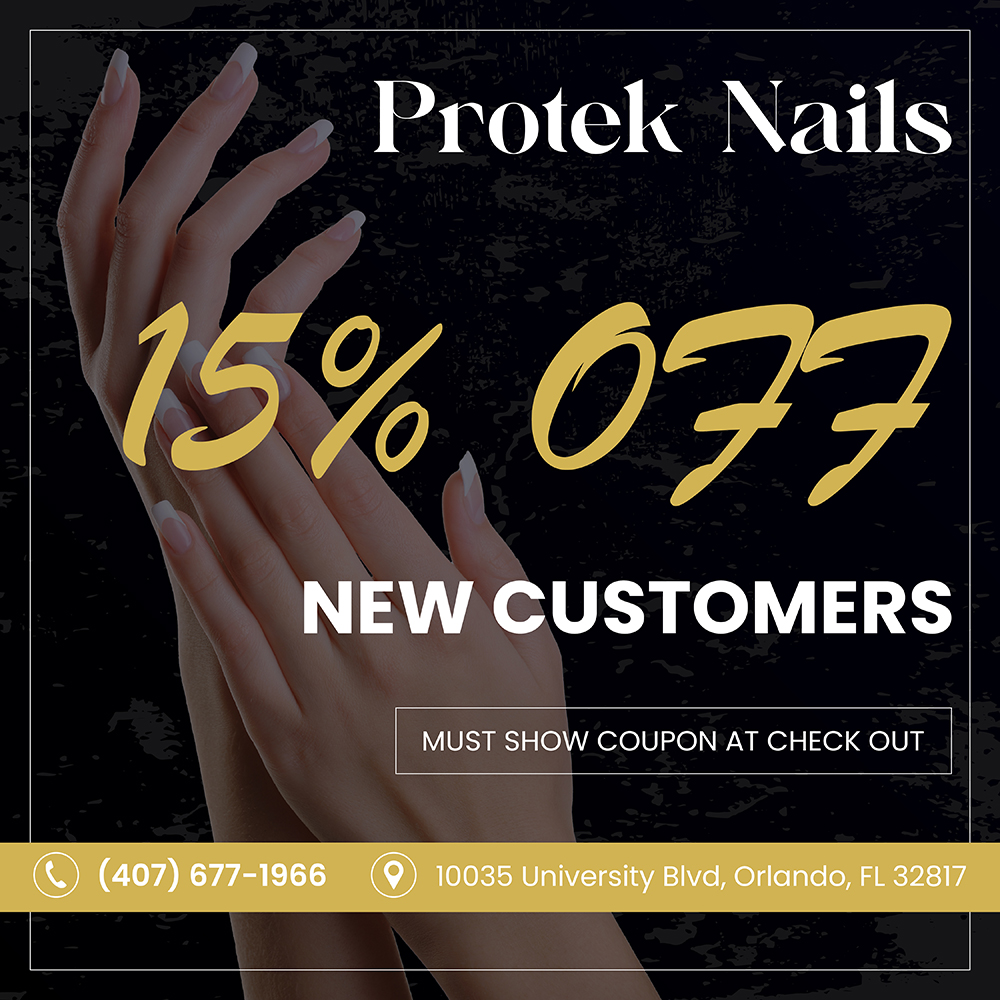 Protek Nails
15% OFF
NEW CUSTOMERS
MUST SHOW COUPON AT CHECK OUT
(407) 677-1966
10035 University Blvd, Orlando, FL 32817